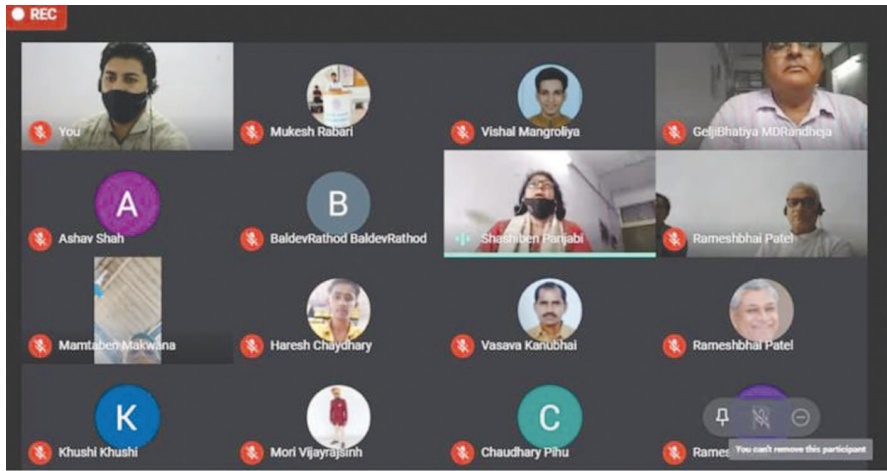 REC
You
Mukesh Rabari
Vishal Mangroliya
GeljiBhatiya MDRandheja
A
Ashav Shah
B
BaldevRathod BaldevRathod
Shashiben Panjabi
Rameshbhai Patel
Mamtaben Makwana
Haresh Chaydhary
Vasava Kanubhai
Rameshbhai Patel
K
Khushi Khushi
Mori Vijayrajsinh
C
Chaudhary Pihu
Rames
You can't remove this participant